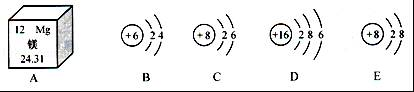 12 Mg
镁
24.31
+6 2 4
+8 2 6
+16 2 8 6
+8 2 8
A B C D E